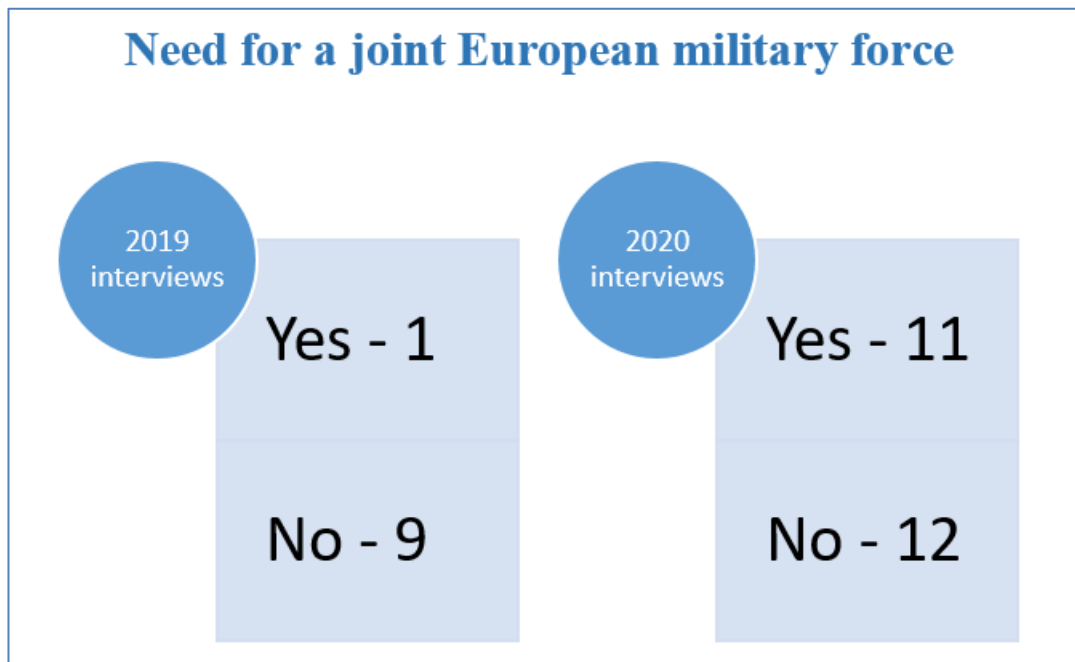 Need for a joint European military force
2019
interviews
Yes - 1
No - 9
2020
interviews
Yes - 11
No - 12